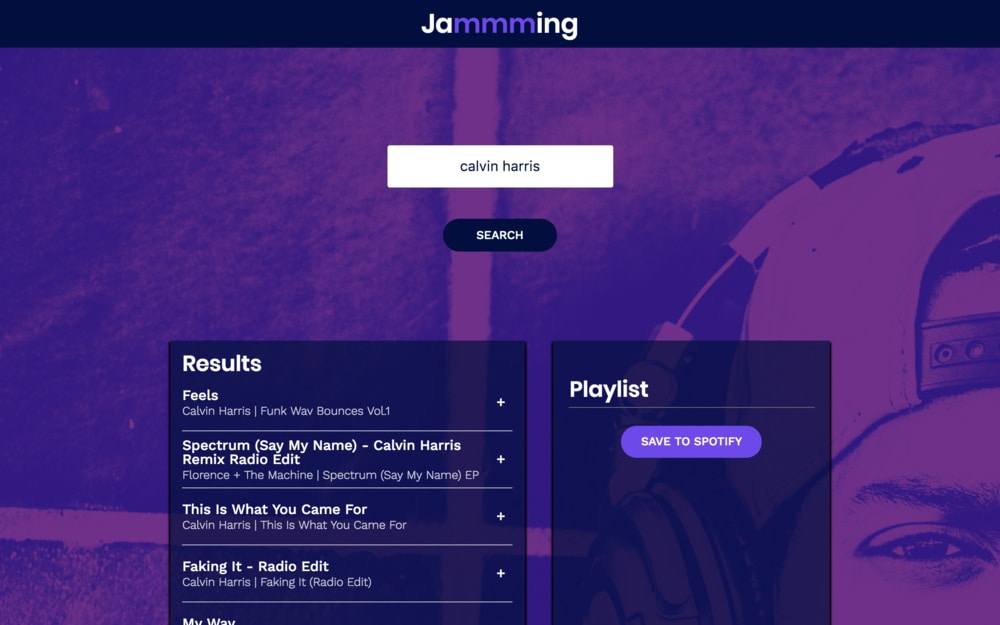 Jammming
calvin harris
SEARCH
Results
Feels
Calvin Harris | Funk Wav Bounces Vol.1
+
Spectrum (Say My Name) - Calvin Harris
Remix Radio Edit
Florence + The Machine | Spectrum (Say My Name) EP
+
This Is What You Came For
Calvin Harris | This Is What You Came For
+
Faking It - Radio Edit
Calvin Harris | Faking It (Radio Edit)
+
My Way
Playlist
SAVE TO SPOTIFY